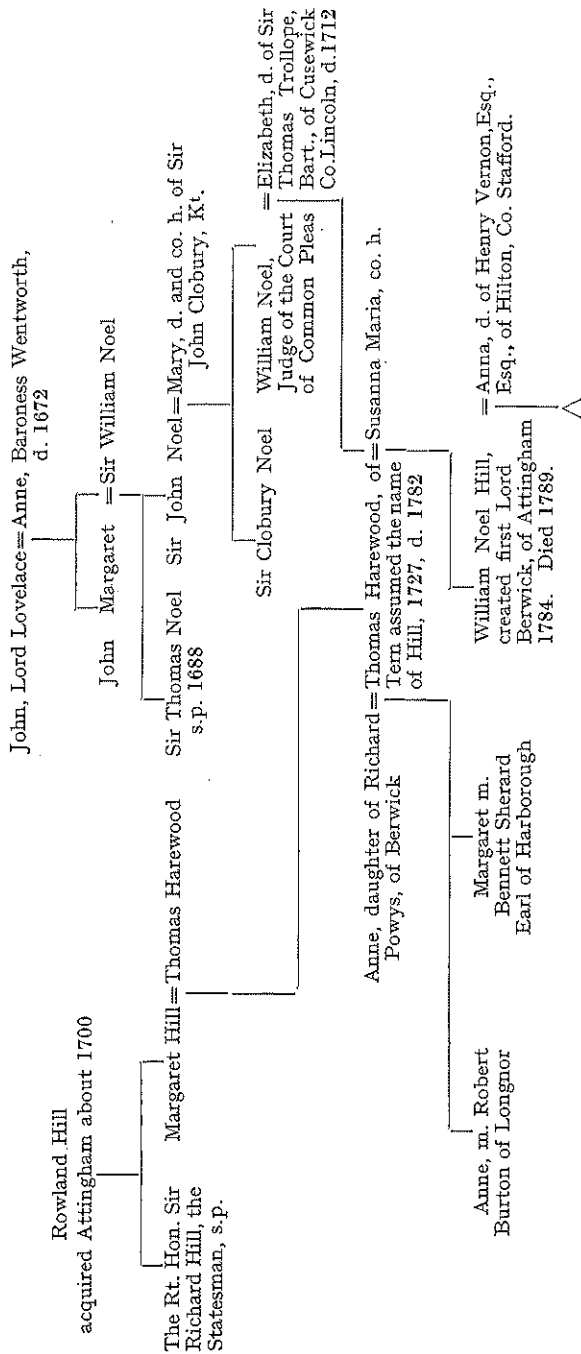 John, Lord Lovelace=Anne, Baroness Wentworth,
d. 1672
John Margaret =Sir William Noel
Rowland Hill
acquired Attingham about 1700
The Rt. Hon. Sir
Richard Hill, the
Statesman, s.p.
Margaret Hill=Thomas Harewood
Sir Thomas Noel
s.p. 1688
Sir John Noel=Mary, d. and co. h. of Sir
John Clobury, Kt.
Sir Clobury Noel
William Noel,
Judge of the Court
of Common Pleas
=Elizabeth, d. of Sir
Thomas Trollope,
Bart., of Cusewick
Co.Lincoln, d.1712
Anne, daughter of Richard=Thomas Harewood, of=Susanna Maria, co. h.
Powys, of Berwick
Tern assumed the name
of Hill, 1727, d. 1782
Anne, m. Robert
Burton of Longnor
Margaret m.
Bennett Sherard
Earl of Harborough
William Noel Hill,
created first Lord
Berwick, of Attingham
1784. Died 1789.
=Anna, d. of Henry Vernon,Esq.,
Esq., of Hilton, Co. Stafford.